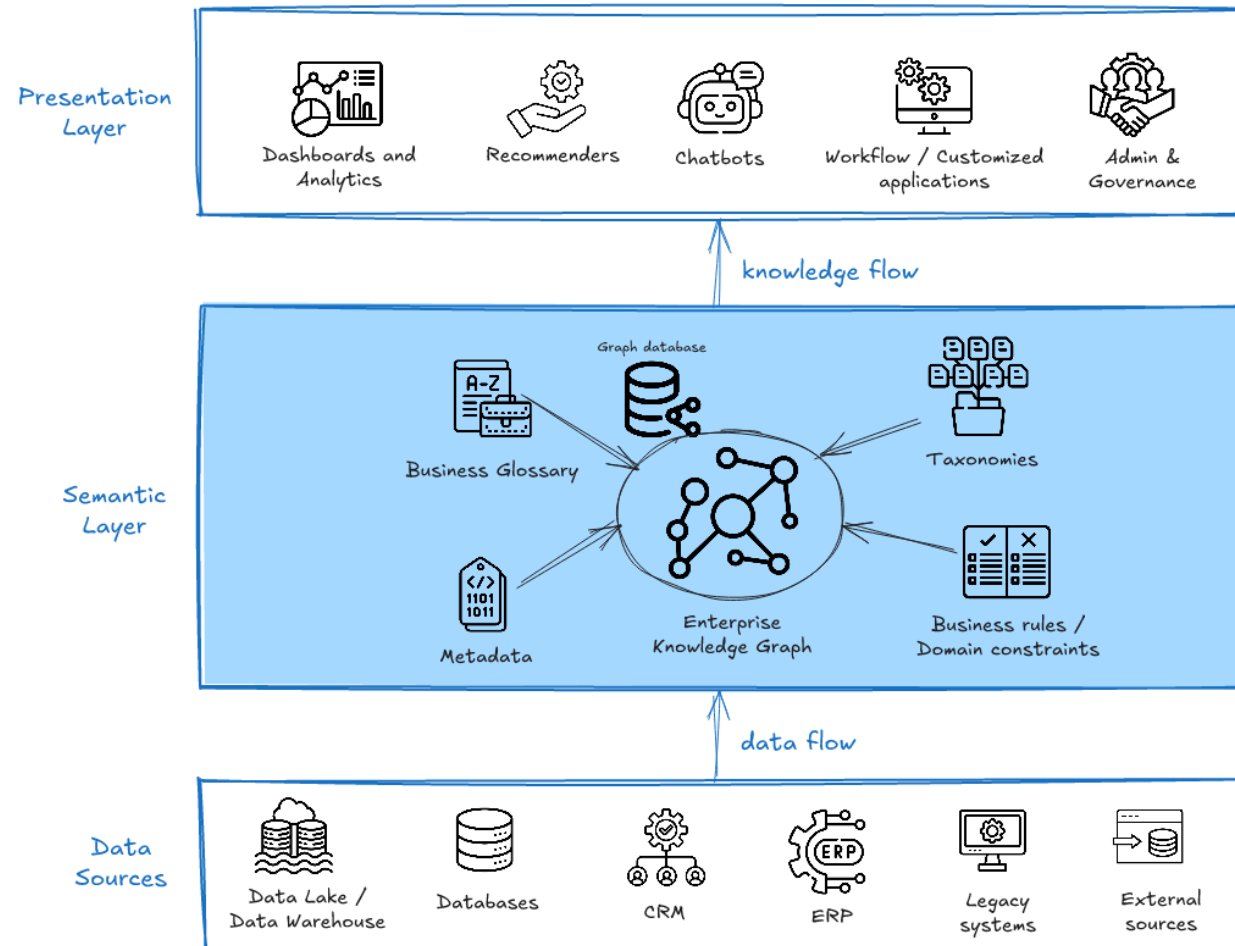 Presentation
Layer
Dashboards and
Analytics
Recommenders
Chatbots
Workflow / Customized
applications
Admin &
Governance
knowledge flow
Semantic
Layer
Graph database
A-Z
Business Glossary
Taxonomies
</>
1101
1011
Metadata
Enterprise
Knowledge Graph
Business rules /
Domain constraints
data flow
Data
Sources
Data Lake /
Data Warehouse
Databases
CRM
ERP
ERP
Legacy
systems
External
sources